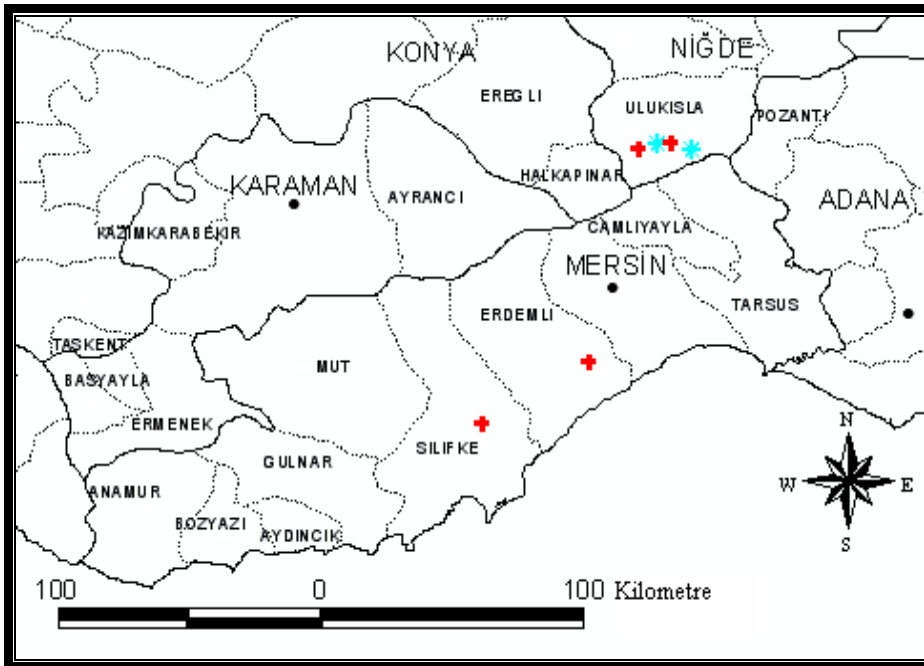 KONYA
NİĞDE
EREGLI
ULUKISLA
POZANTI
HALKAPINAR
KARAMAN
AYRANCI
ADANA
KAZIMKARABEKIR
CAMLIYAYLA
MERSİN
TARSUS
ERDEMLI
TASKENT
MUT
BASYAYLA
ERMENEK
SILIFKE
GULNAR
N
W
E
S
ANAMUR
BOZYAZI
AYDINCIK
100 0 100 Kilometre